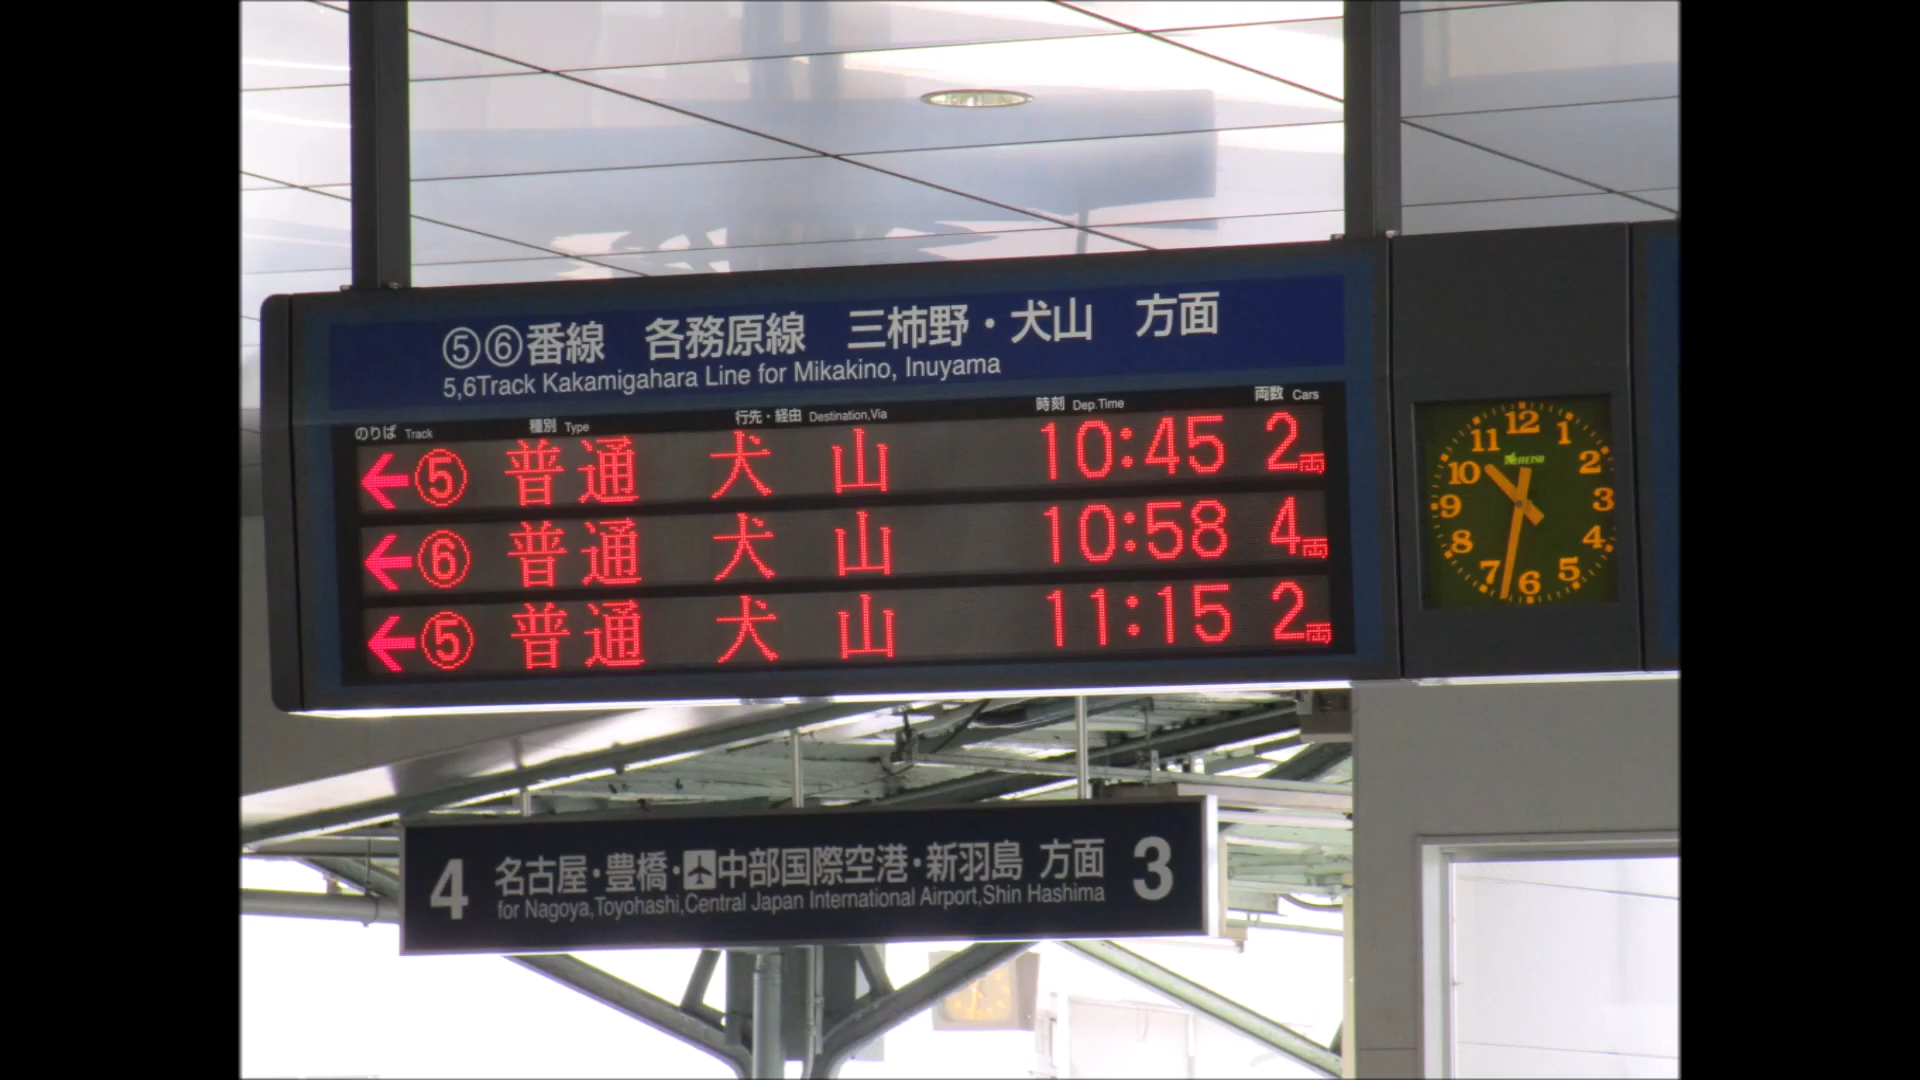 ⑤⑥番線 各務原線 三柿野・犬山 方面
5,6Track Kakamigahara Line for Mikakino, Inuyama
のりば Track 種別 Type 行先・経由 Destination,Via 時刻 Dep.Time 両数 Cars
←⑤ 普通 犬山 10:45 2両
←⑥ 普通 犬山 10:58 4両
←⑤ 普通 犬山 11:15 2両
12 1 2 3 4 5 6 7 8 9 10 11
4 名古屋・豊橋・中部国際空港・新羽島 方面 3
for Nagoya,Toyohashi,Central Japan International Airport,Shin Hashima